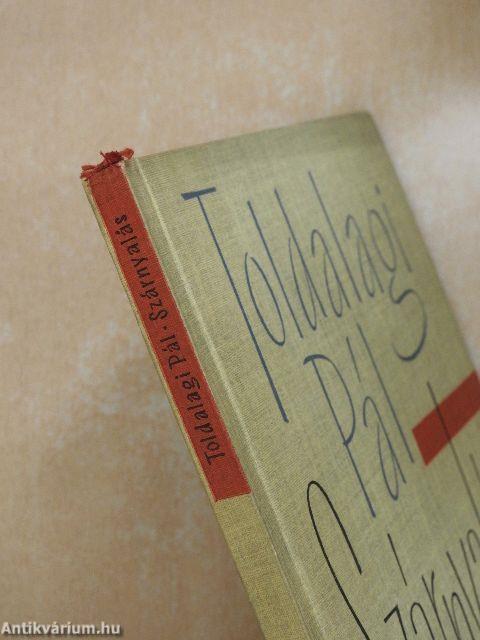 Toldalagi Pál · Szárnyalás
Toldalagi
Pál
Antikvárium.hu